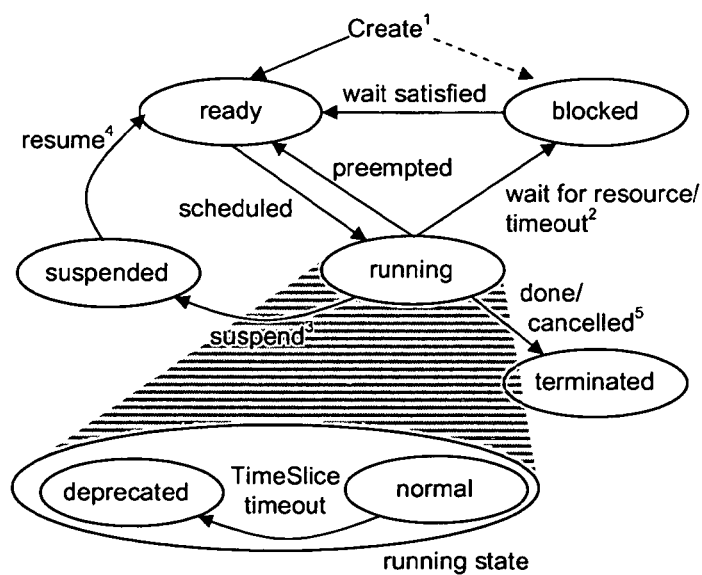 Create¹
ready
wait satisfied
blocked
resume⁴
preempted
scheduled
wait for resource/
timeout²
suspended
running
done/
cancelled⁵
suspend³
terminated
deprecated
TimeSlice
timeout
normal
running state